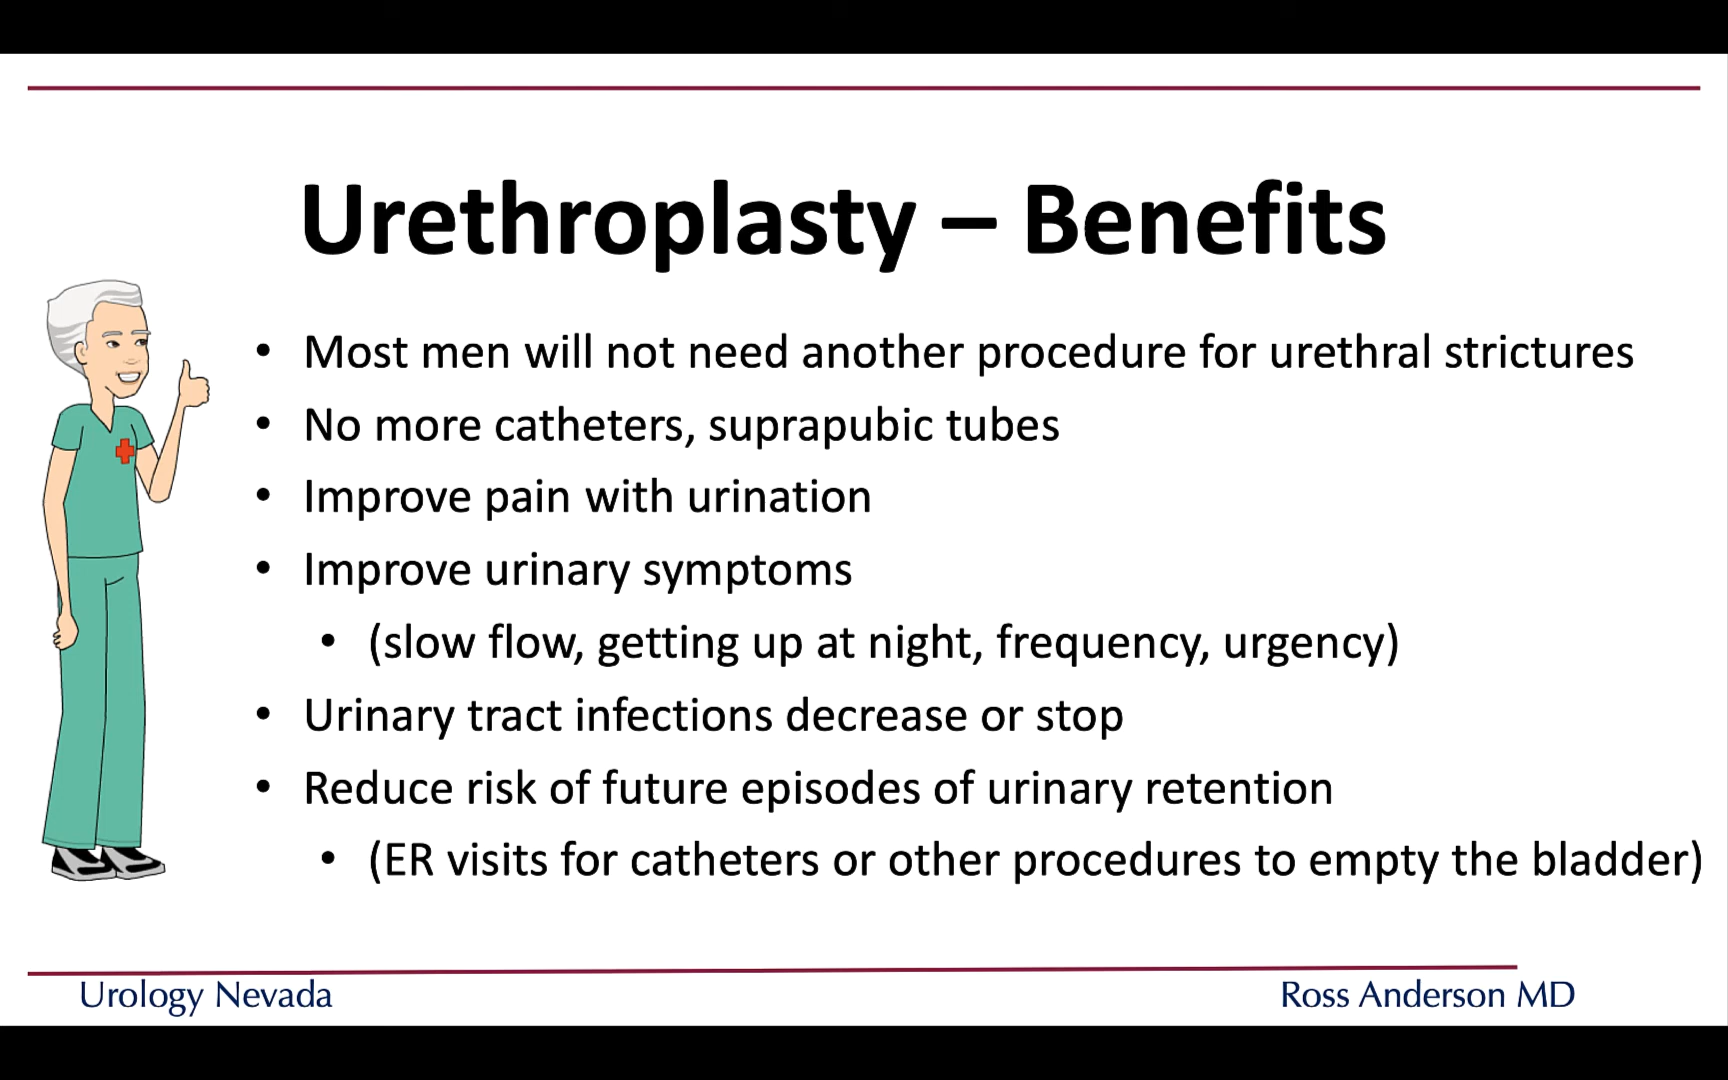 Urethroplasty – Benefits
• Most men will not need another procedure for urethral strictures
• No more catheters, suprapubic tubes
• Improve pain with urination
• Improve urinary symptoms
• (slow flow, getting up at night, frequency, urgency)
• Urinary tract infections decrease or stop
• Reduce risk of future episodes of urinary retention
• (ER visits for catheters or other procedures to empty the bladder)
Urology Nevada
Ross Anderson MD